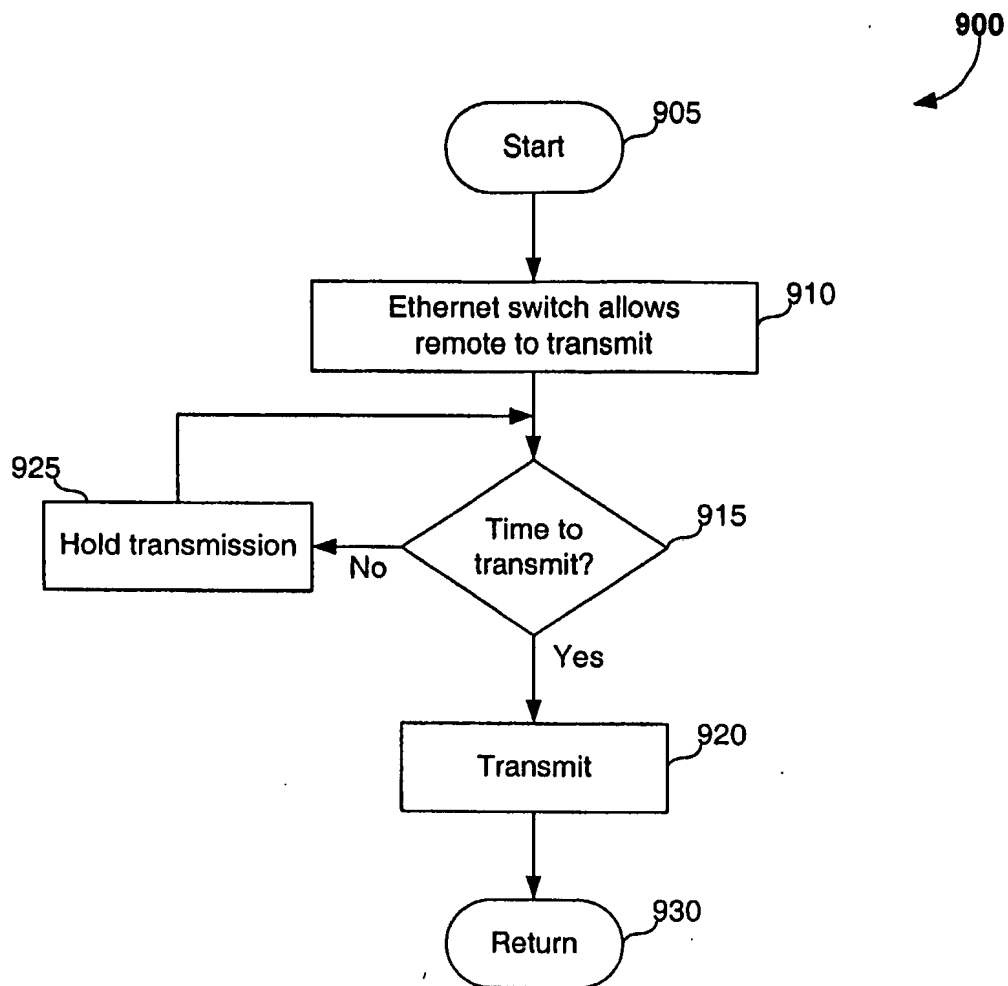 900
Start
905
Ethernet switch allows
remote to transmit
910
925
Hold transmission
No
Time to
transmit?
915
Yes
Transmit
920
Return
930